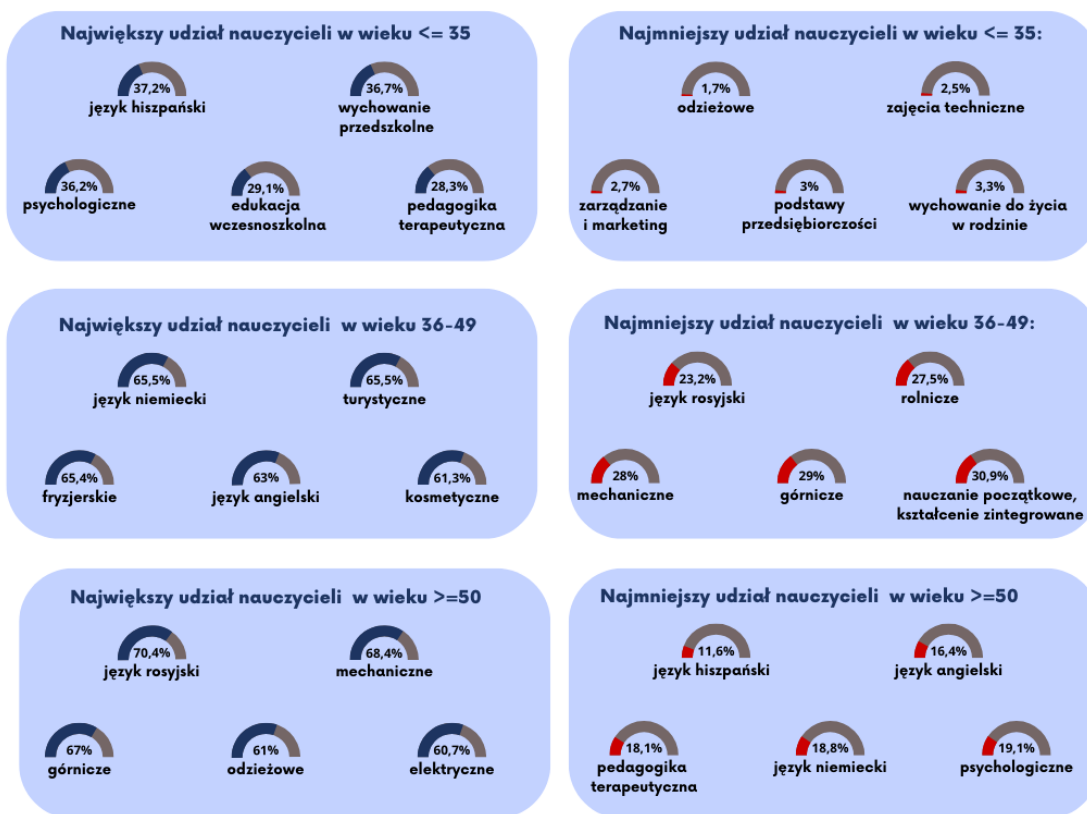 Największy udział nauczycieli w wieku <= 35
37,2%
język hiszpański
36,7%
wychowanie
przedszkolne
36,2%
psychologiczne
29,1%
edukacja
wczesnoszkolna
28,3%
pedagogika
terapeutyczna
Najmniejszy udział nauczycieli w wieku <= 35:
1,7%
odzieżowe
2,5%
zajęcia techniczne
2,7%
zarządzanie
i marketing
3%
podstawy
przedsiębiorczości
3,3%
wychowanie do życia
w rodzinie
Największy udział nauczycieli w wieku 36-49
65,5%
język niemiecki
65,5%
turystyczne
65,4%
fryzjerskie
63%
język angielski
61,3%
kosmetyczne
Najmniejszy udział nauczycieli w wieku 36-49:
23,2%
język rosyjski
27,5%
rolnicze
28%
mechaniczne
29%
górnicze
30,9%
nauczanie początkowe,
kształcenie zintegrowane
Największy udział nauczycieli w wieku >=50
70,4%
język rosyjski
68,4%
mechaniczne
67%
górnicze
61%
odzieżowe
60,7%
elektryczne
Najmniejszy udział nauczycieli w wieku >=50
11,6%
język hiszpański
16,4%
język angielski
18,1%
pedagogika
terapeutyczna
18,8%
język niemiecki
19,1%
psychologiczne